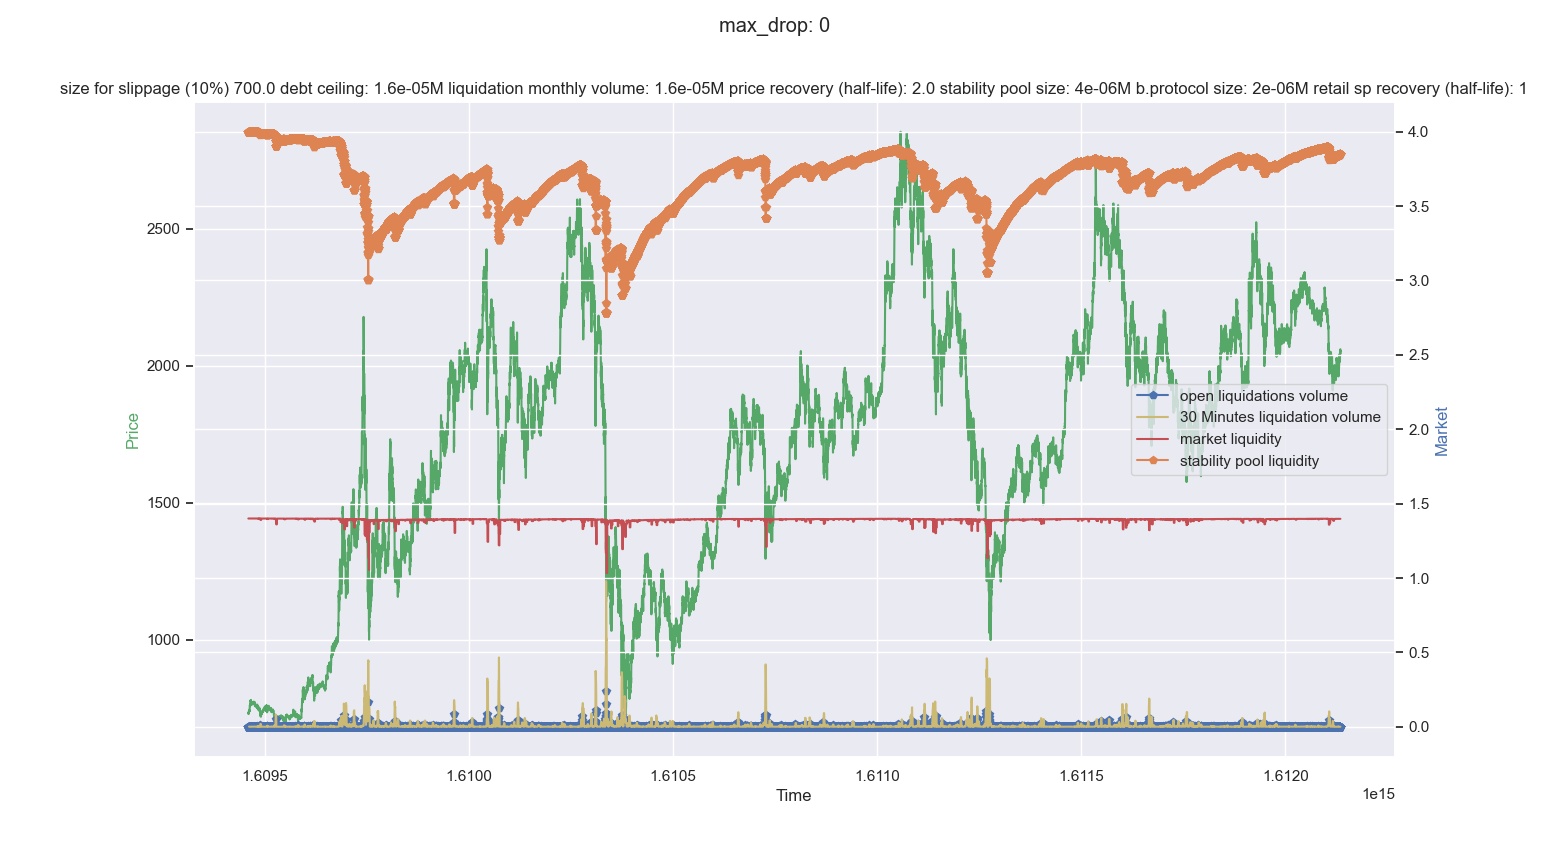 max_drop: 0
size for slippage (10%) 700.0 debt ceiling: 1.6e-05M liquidation monthly volume: 1.6e-05M price recovery (half-life): 2.0 stability pool size: 4e-06M b.protocol size: 2e-06M retail sp recovery (half-life): 1
4.0
3.5
2500
3.0
2.5
2000
open liquidations volume
30 Minutes liquidation volume
market liquidity
stability pool liquidity
Price
Market
2.0
1500
1.5
1.0
1000
0.5
0.0
1.6095 1.6100 1.6105 1.6110 1.6115 1.6120
Time
1e15